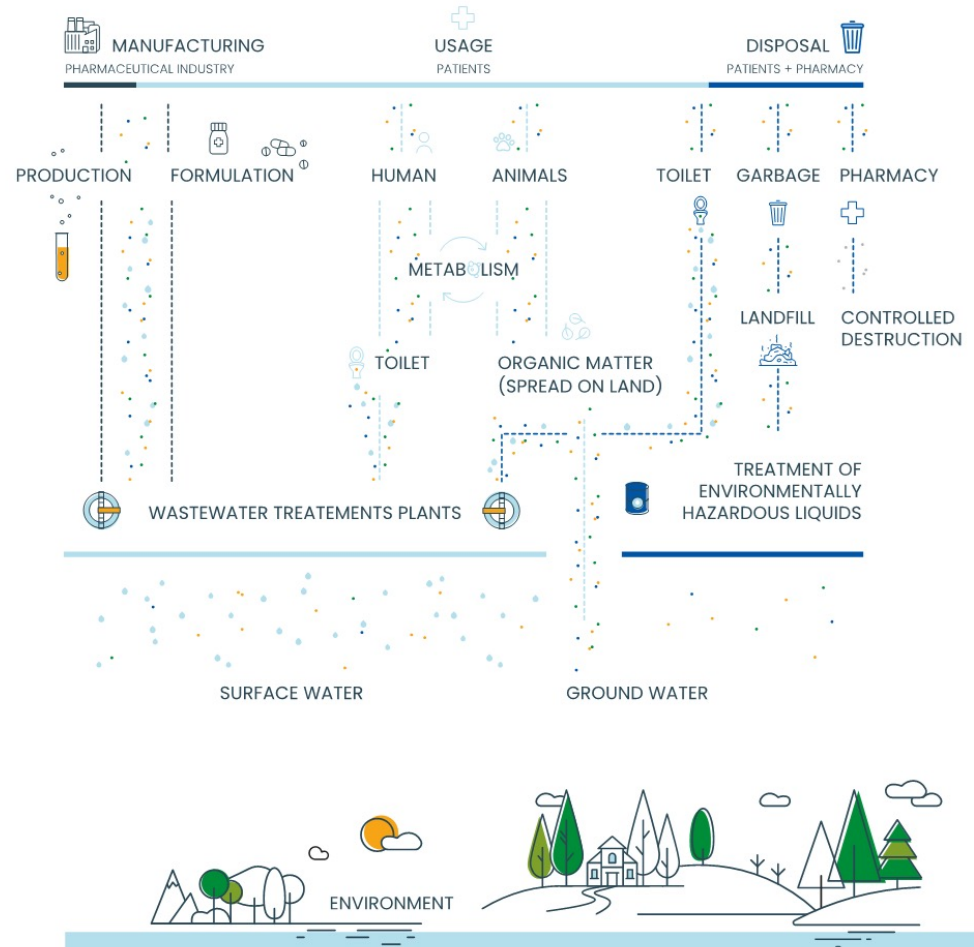 MANUFACTURING
PHARMACEUTICAL INDUSTRY
USAGE
PATIENTS
DISPOSAL
PATIENTS + PHARMACY
PRODUCTION
FORMULATION
HUMAN
ANIMALS
TOILET
GARBAGE
PHARMACY
METABOLISM
LANDFILL
CONTROLLED
DESTRUCTION
TOILET
ORGANIC MATTER
(SPREAD ON LAND)
WASTEWATER TREATEMENTS PLANTS
TREATMENT OF
ENVIRONMENTALLY
HAZARDOUS LIQUIDS
SURFACE WATER
GROUND WATER
ENVIRONMENT